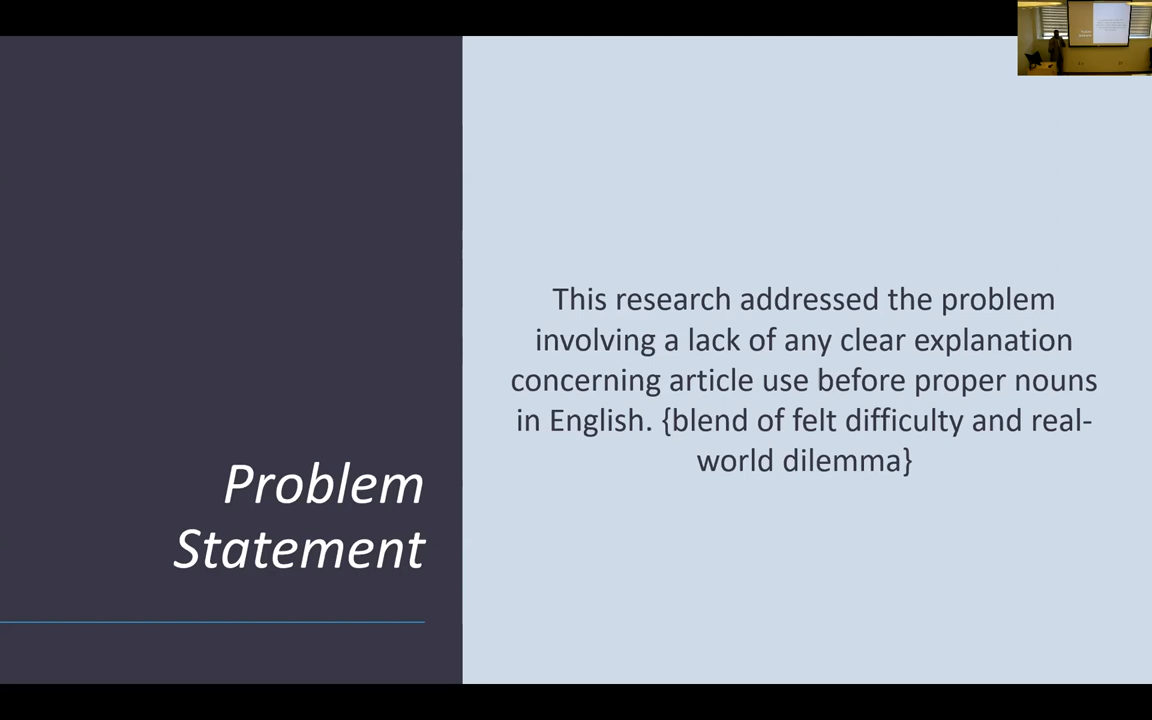 Problem
Statement
This research addressed the problem
involving a lack of any clear explanation
concerning article use before proper nouns
in English. {blend of felt difficulty and real-
world dilemma}